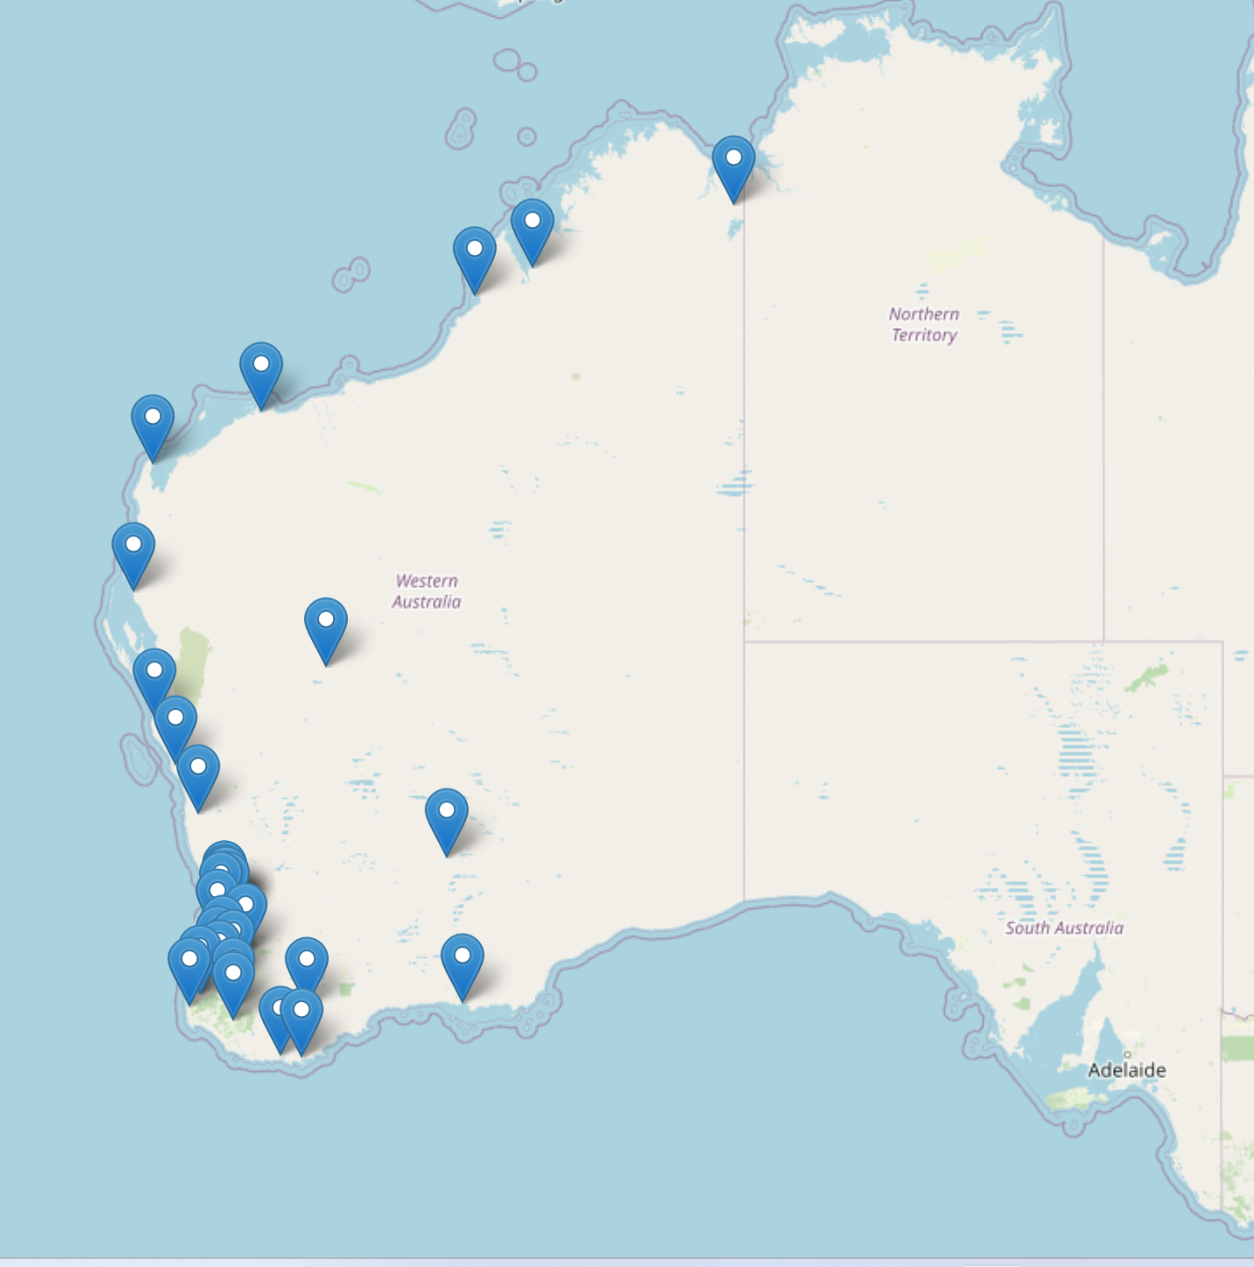 Northern
Territory
Western
Australia
South Australia
Adelaide